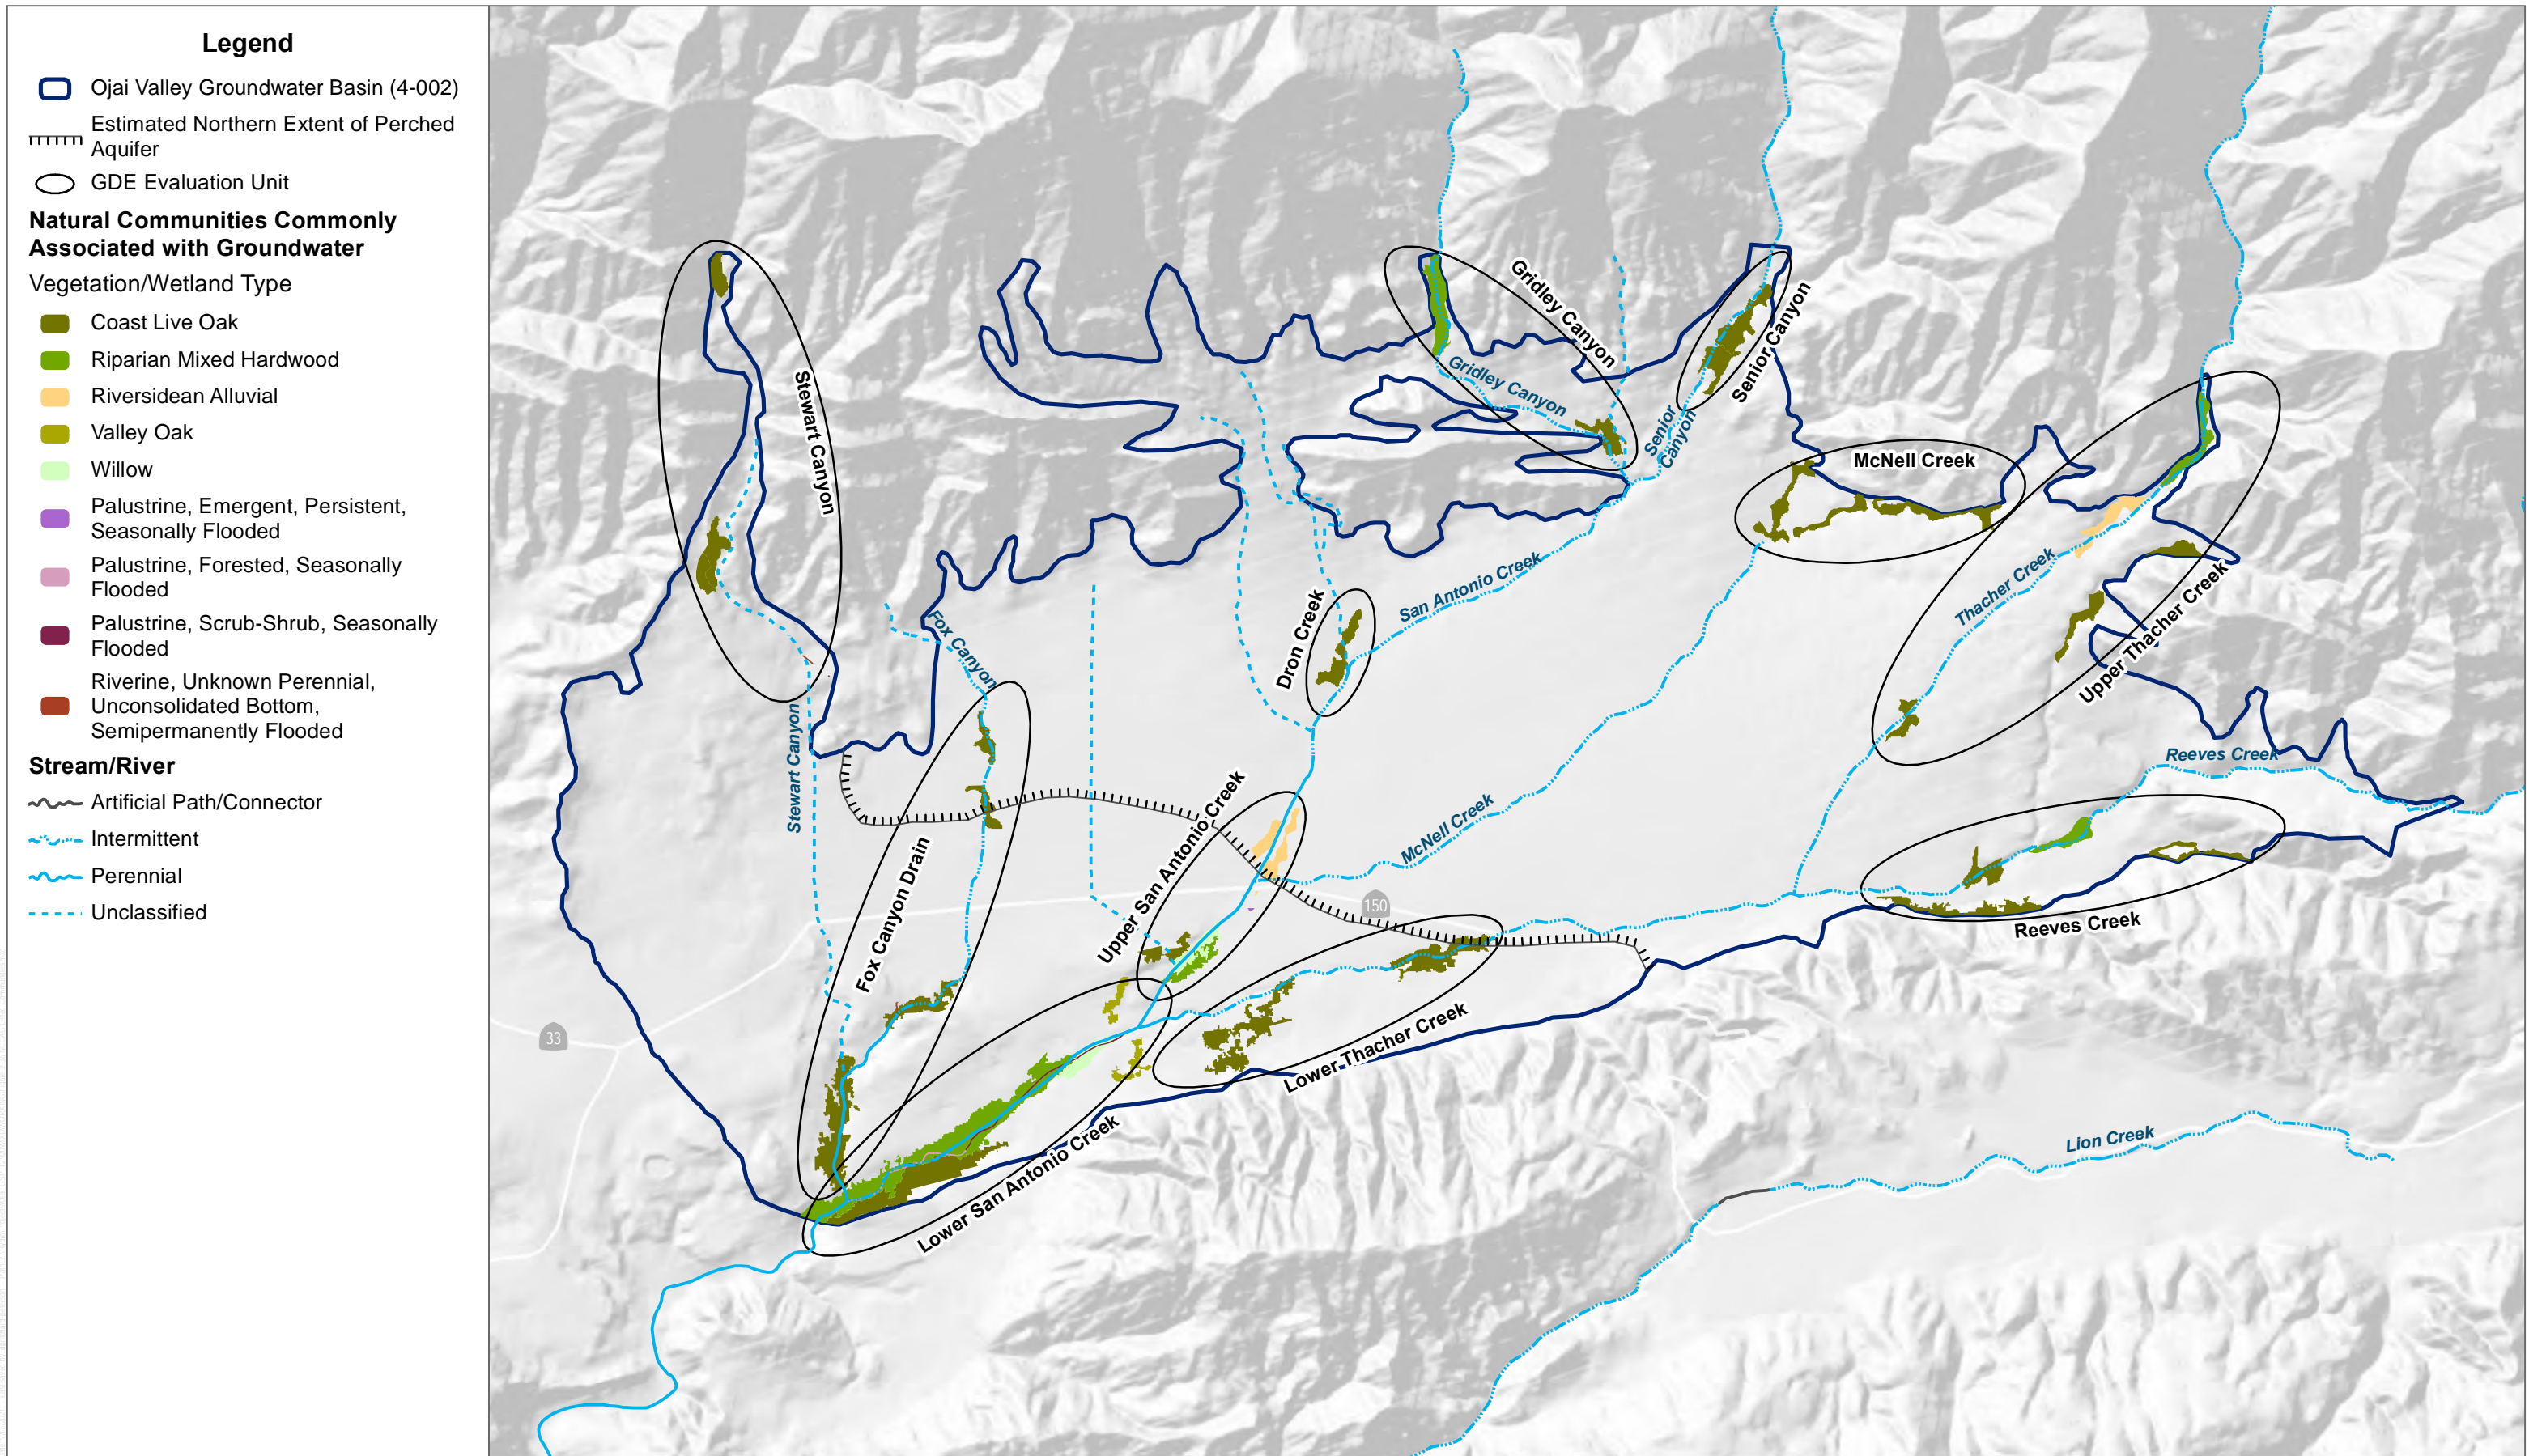 Legend
Ojai Valley Groundwater Basin (4-002)
Estimated Northern Extent of Perched
Aquifer
GDE Evaluation Unit
Natural Communities Commonly
Associated with Groundwater
Vegetation/Wetland Type
Coast Live Oak
Riparian Mixed Hardwood
Riversidean Alluvial
Valley Oak
Willow
Palustrine, Emergent, Persistent,
Seasonally Flooded
Palustrine, Forested, Seasonally
Flooded
Palustrine, Scrub-Shrub, Seasonally
Flooded
Riverine, Unknown Perennial,
Unconsolidated Bottom,
Semipermanently Flooded
Stream/River
Artificial Path/Connector
Intermittent
Perennial
Unclassified
Stewart Canyon
Gridley Canyon
Gridley Canyon
Senior Canyon
Senior
Canyon
McNell Creek
Thacher Creek
Upper Thacher Creek
San Antonio Creek
Dron Creek
Fox Canyon
Stewart Canyon
Reeves Creek
McNell Creek
Upper San Antonio Creek
Fox Canyon Drain
150
Reeves Creek
33
Lower Thacher Creek
Lower San Antonio Creek
Lion Creek